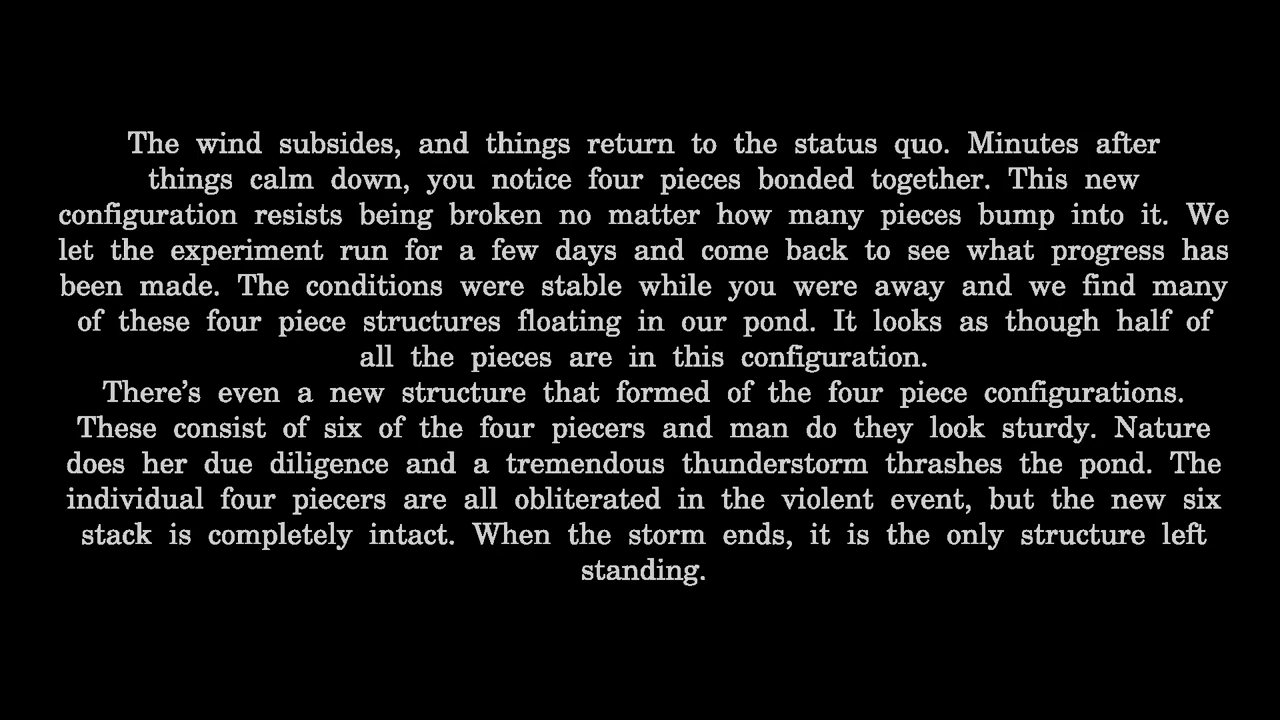 The wind subsides, and things return to the status quo. Minutes after
things calm down, you notice four pieces bonded together. This new
configuration resists being broken no matter how many pieces bump into it. We
let the experiment run for a few days and come back to see what progress has
been made. The conditions were stable while you were away and we find many
of these four piece structures floating in our pond. It looks as though half of
all the pieces are in this configuration.
There's even a new structure that formed of the four piece configurations.
These consist of six of the four piecers and man do they look sturdy. Nature
does her due diligence and a tremendous thunderstorm thrashes the pond. The
individual four piecers are all obliterated in the violent event, but the new six
stack is completely intact. When the storm ends, it is the only structure left
standing.